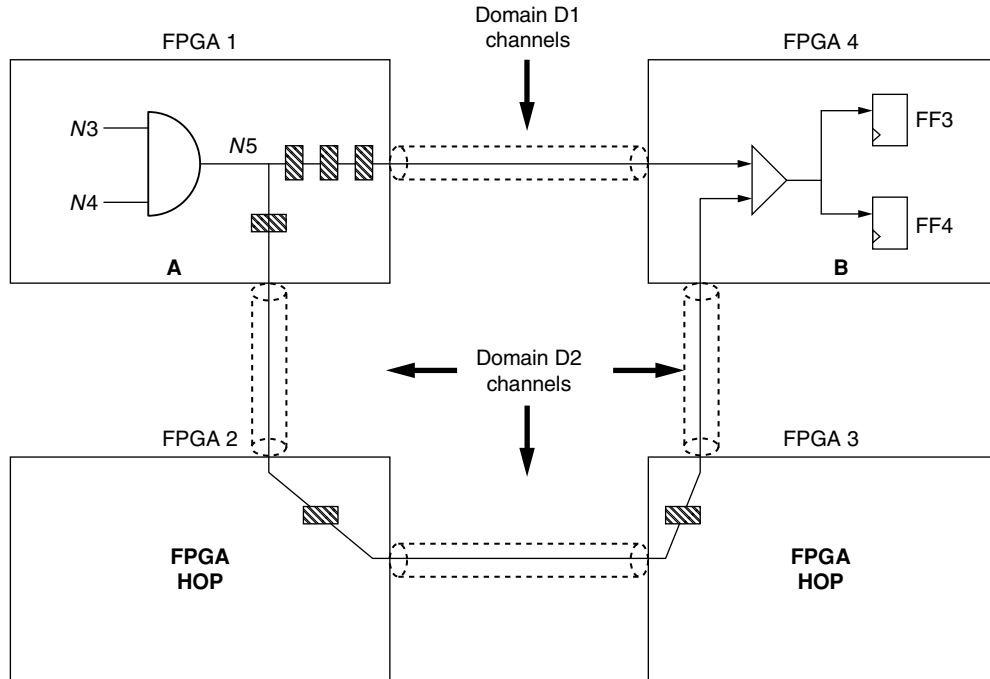 Domain D1
channels
FPGA 1
FPGA 4
N3
N5
N4
FF3
FF4
A
B
Domain D2
channels
FPGA 2
FPGA 3
FPGA
HOP
FPGA
HOP